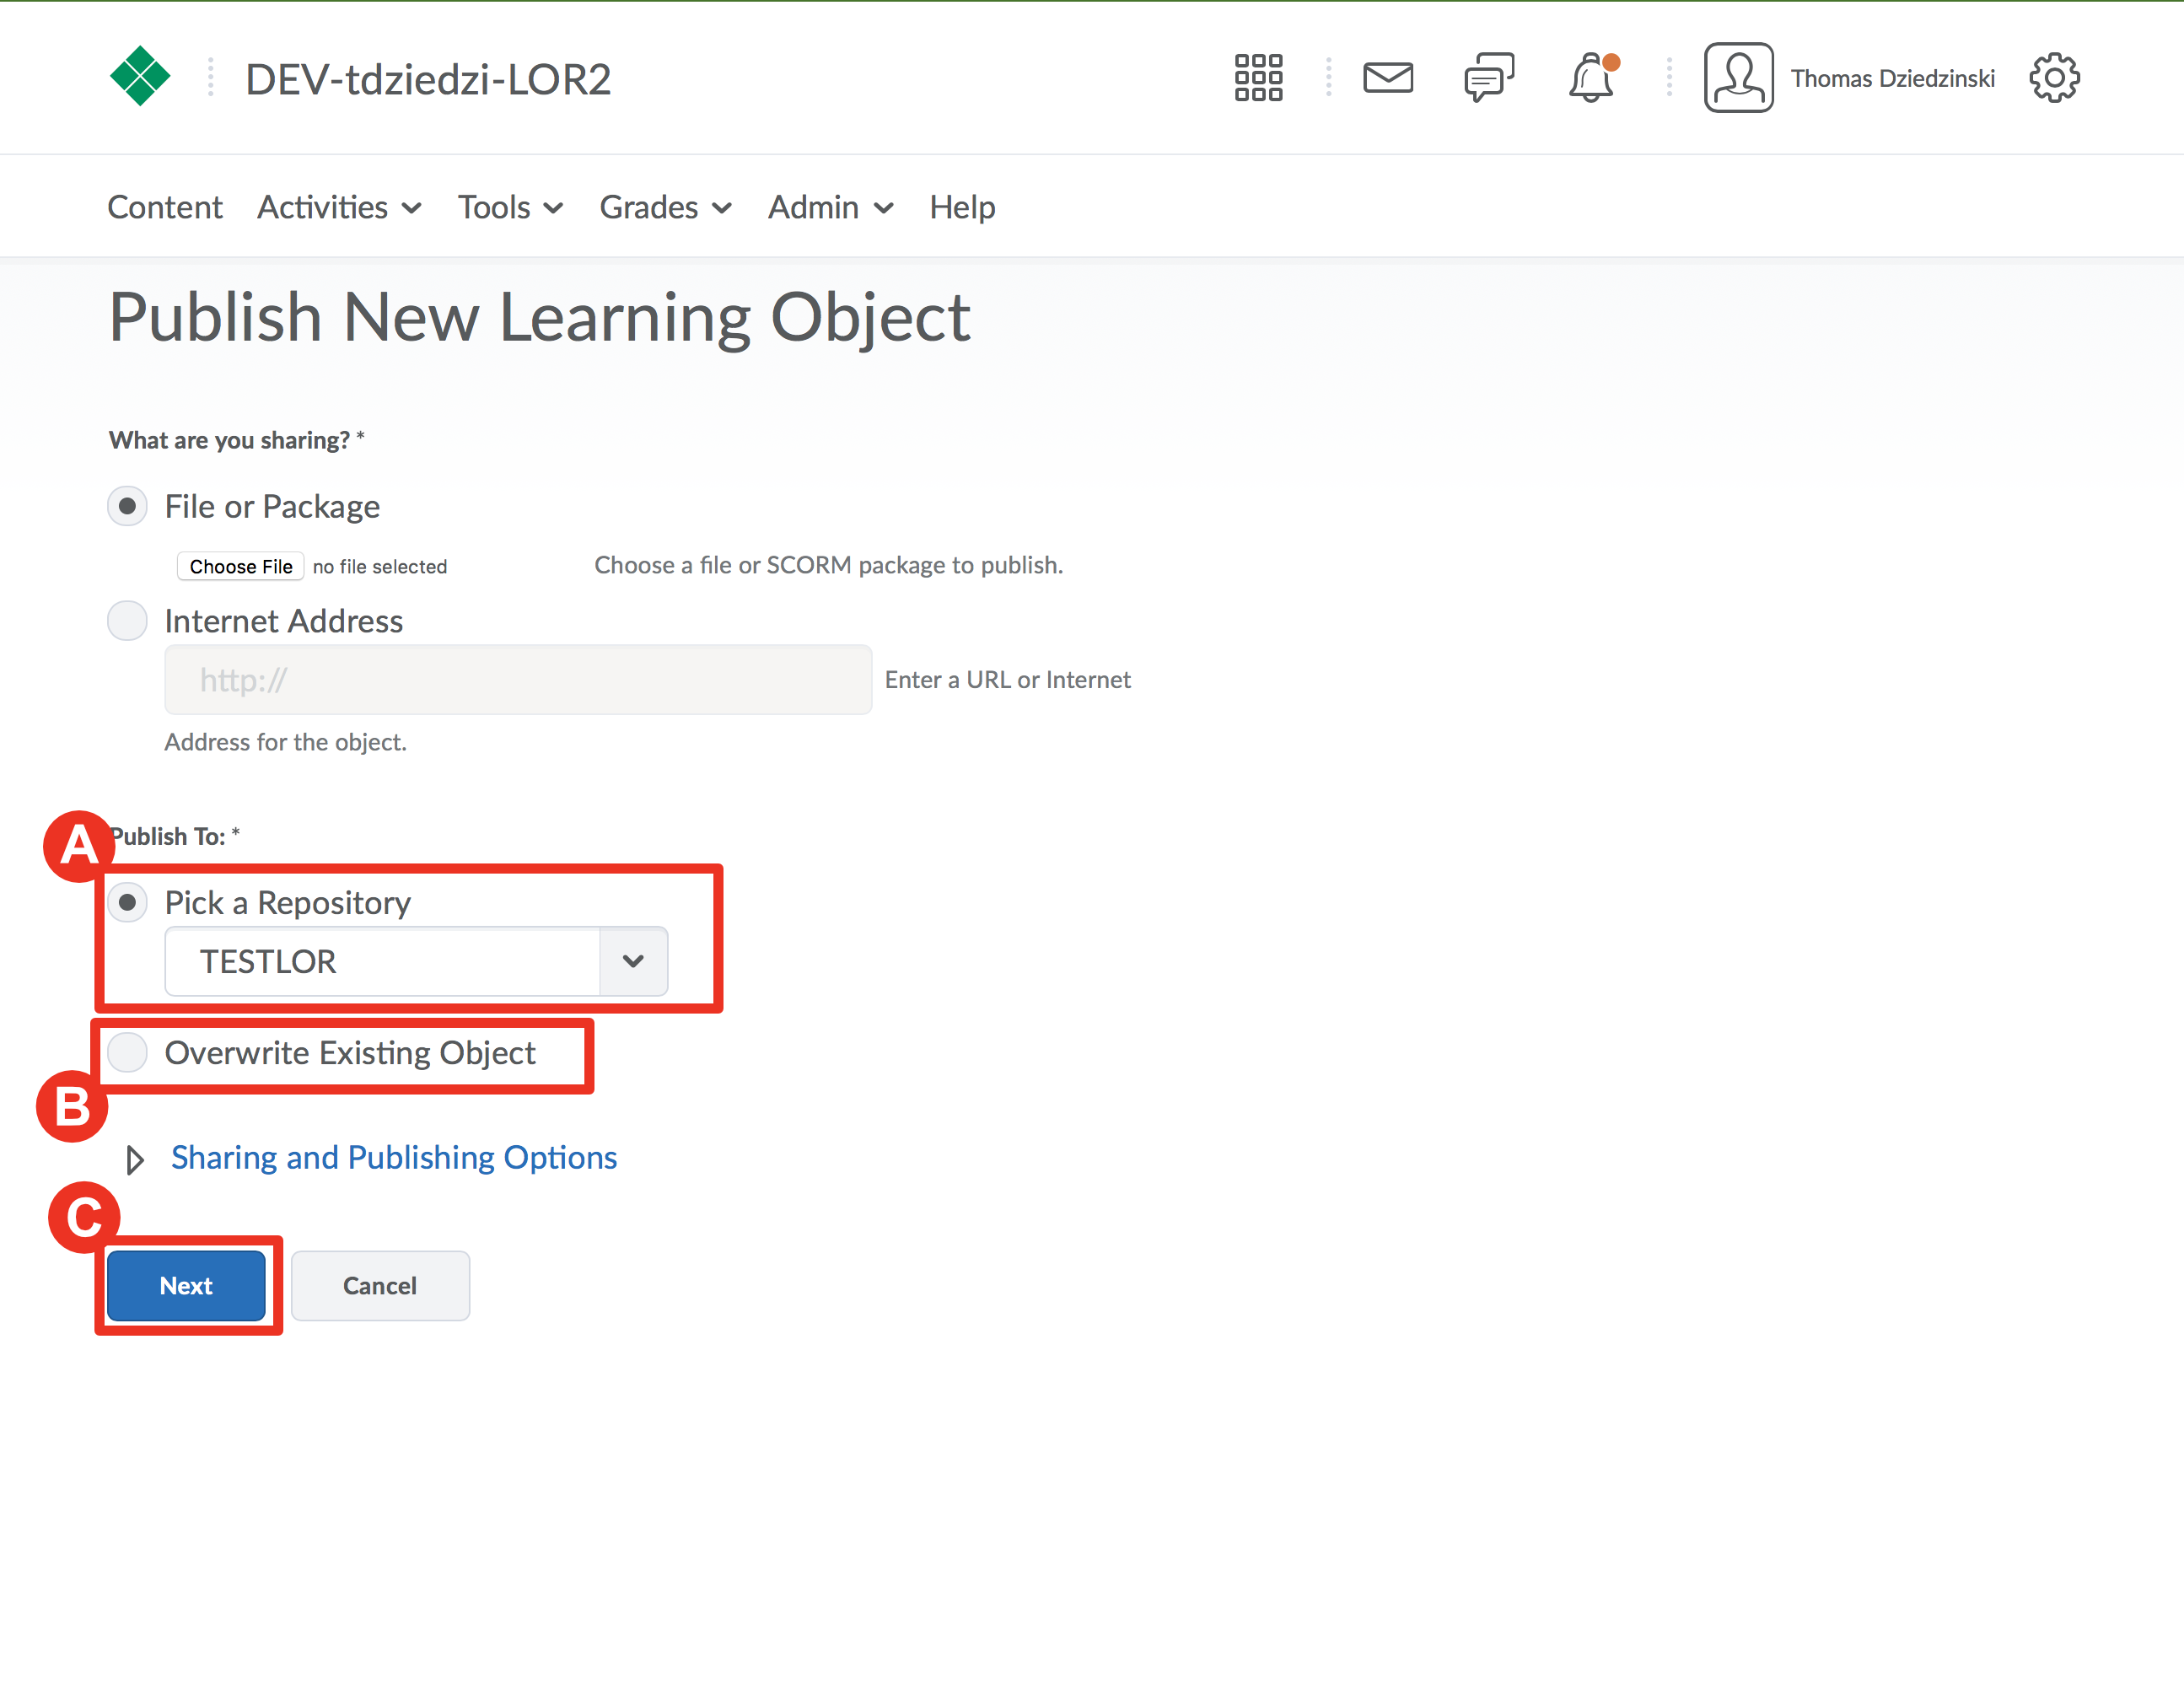 DEV-tdziedzi-LOR2
Thomas Dziedzinski
Content Activities Tools Grades Admin Help
Publish New Learning Object
What are you sharing? *
File or Package
Choose File no file selected Choose a file or SCORM package to publish.
Internet Address
http:// Enter a URL or Internet
Address for the object.
A
Publish To: *
Pick a Repository
TESTLOR
Overwrite Existing Object
B
Sharing and Publishing Options
C
Next Cancel